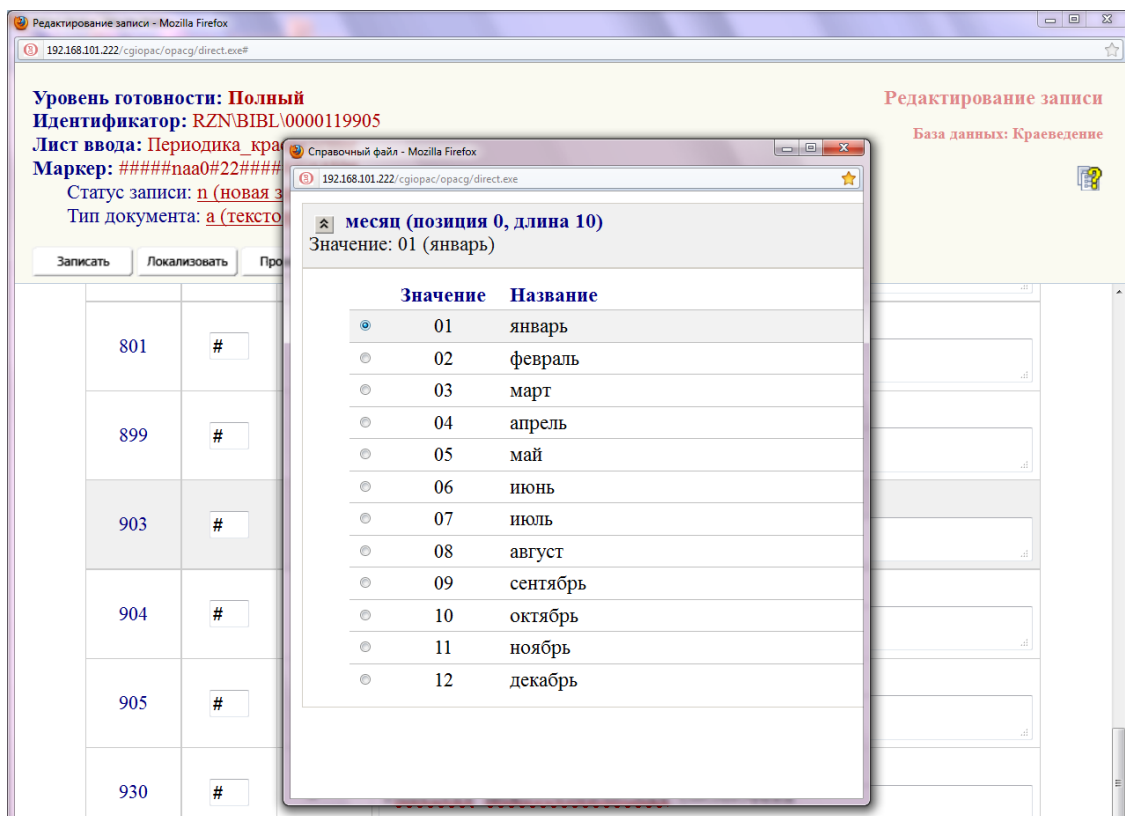 Редактирование записи - Mozilla Firefox
192.168.101.222/cgiopac/opacg/direct.exe#
Уровень готовности: Полный
Редактирование записи
Идентификатор: RZN\BIBL\0000119905
База данных: Краеведение
Лист ввода: Периодика_кра
Маркер: #####naa0#22####
Статус записи: n (новая з
Тип документа: a (тексто
Записать Локализовать Про
Справочный файл - Mozilla Firefox
192.168.101.222/cgiopac/opacg/direct.exe
месяц (позиция 0, длина 10)
Значение: 01 (январь)
Значение Название
01 январь
02 февраль
03 март
04 апрель
05 май
06 июнь
07 июль
08 август
09 сентябрь
10 октябрь
11 ноябрь
12 декабрь
801 #
899 #
903 #
904 #
905 #
930 #